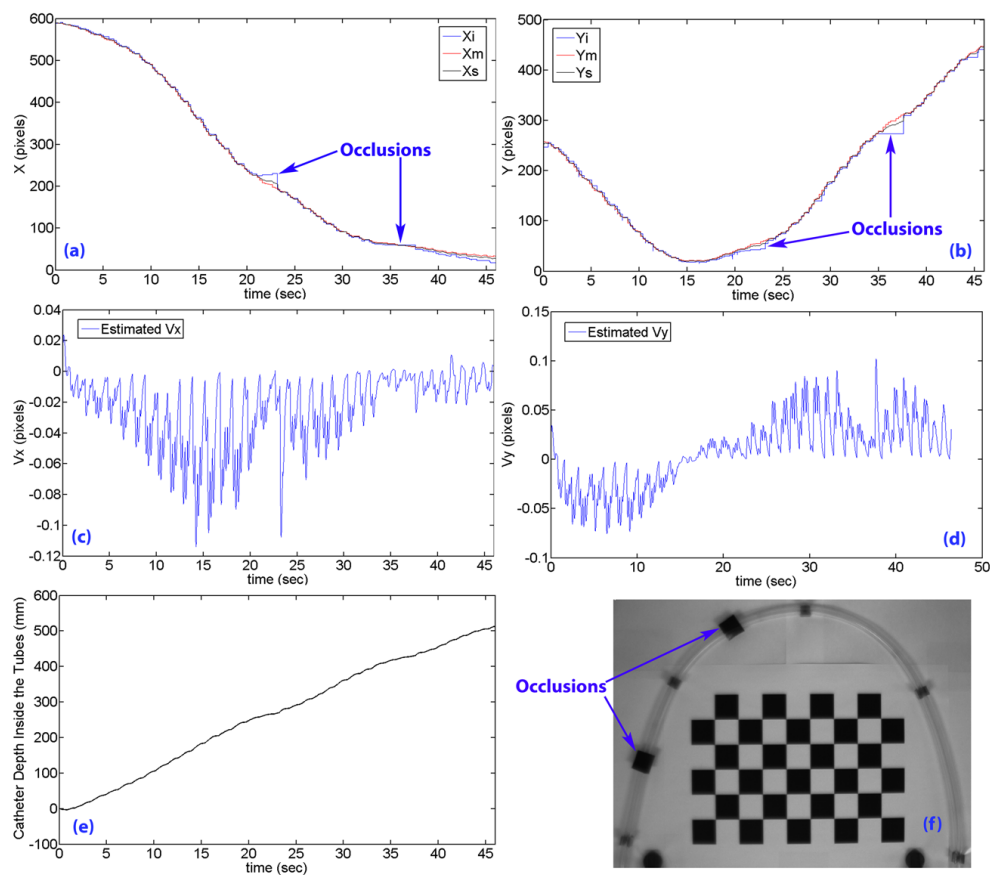 600
500
400
300
200
100
0
X (pixels)
Xi
Xm
Xs
Occlusions
(a)
0 5 10 15 20 25 30 35 40 45
time (sec)
500
400
300
200
100
0
Y (pixels)
Yi
Ym
Ys
Occlusions
(b)
0 5 10 15 20 25 30 35 40 45
time (sec)
0.04
0.02
0
-0.02
-0.04
-0.06
-0.08
-0.1
-0.12
Vx (pixels)
Estimated Vx
(c)
0 5 10 15 20 25 30 35 40 45
time (sec)
0.15
0.1
0.05
0
-0.05
-0.1
Vy (pixels)
Estimated Vy
(d)
0 10 20 30 40 50
time (sec)
600
500
400
300
200
100
0
-100
Catheter Depth Inside the Tubes (mm)
(e)
0 5 10 15 20 25 30 35 40 45
time (sec)
Occlusions
(f)